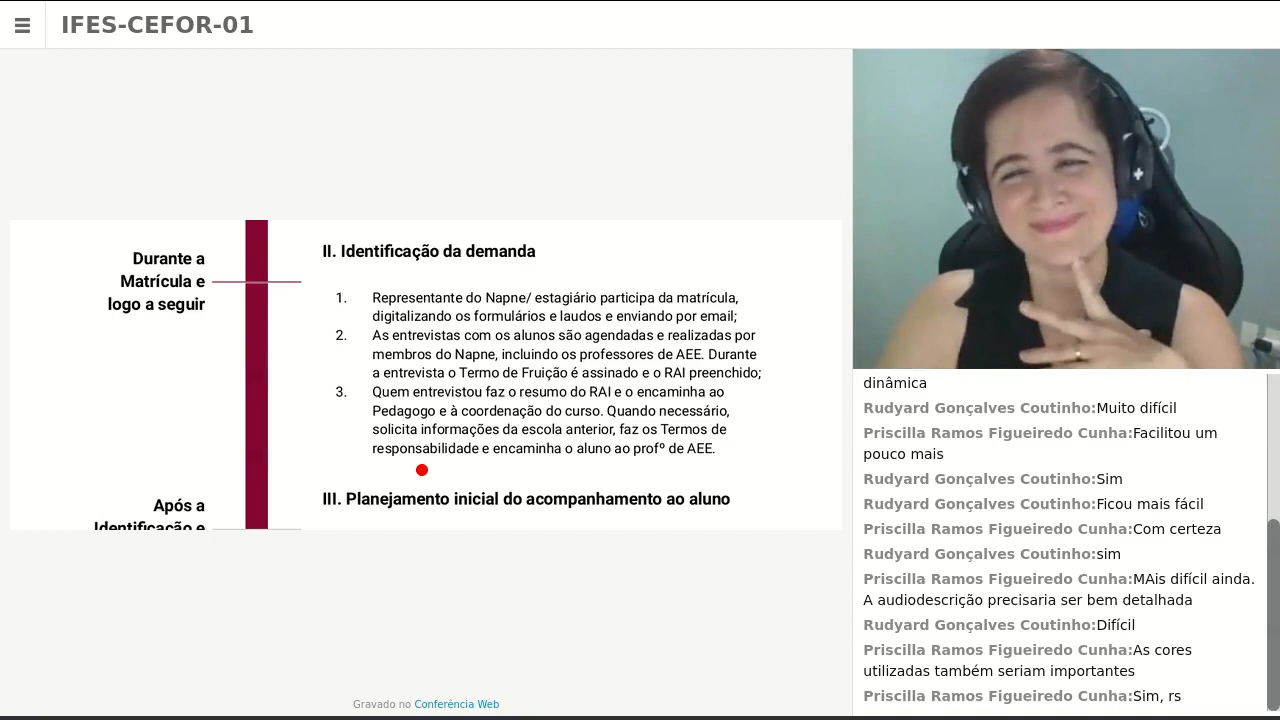 IFES-CEFOR-01
Durante a
Matrícula e
logo a seguir
II. Identificação da demanda
1. Representante do Napne/ estagiário participa da matrícula,
digitalizando os formulários e laudos e enviando por email;
2. As entrevistas com os alunos são agendadas e realizadas por
membros do Napne, incluindo os professores de AEE. Durante
a entrevista o Termo de Fruição é assinado e o RAI preenchido;
3. Quem entrevistou faz o resumo do RAI e o encaminha ao
Pedagogo e à coordenação do curso. Quando necessário,
solicita informações da escola anterior, faz os Termos de
responsabilidade e encaminha o aluno ao profº de AEE.
Após a
Identificação e
III. Planejamento inicial do acompanhamento ao aluno
Gravado no Conferência Web
dinâmica
Rudyard Gonçalves Coutinho:Muito difícil
Priscilla Ramos Figueiredo Cunha:Facilitou um
pouco mais
Rudyard Gonçalves Coutinho:Sim
Rudyard Gonçalves Coutinho:Ficou mais fácil
Priscilla Ramos Figueiredo Cunha:Com certeza
Rudyard Gonçalves Coutinho:sim
Priscilla Ramos Figueiredo Cunha:MAis difícil ainda.
A audiodescrição precisaria ser bem detalhada
Rudyard Gonçalves Coutinho:Difícil
Priscilla Ramos Figueiredo Cunha:As cores
utilizadas também seriam importantes
Priscilla Ramos Figueiredo Cunha:Sim, rs